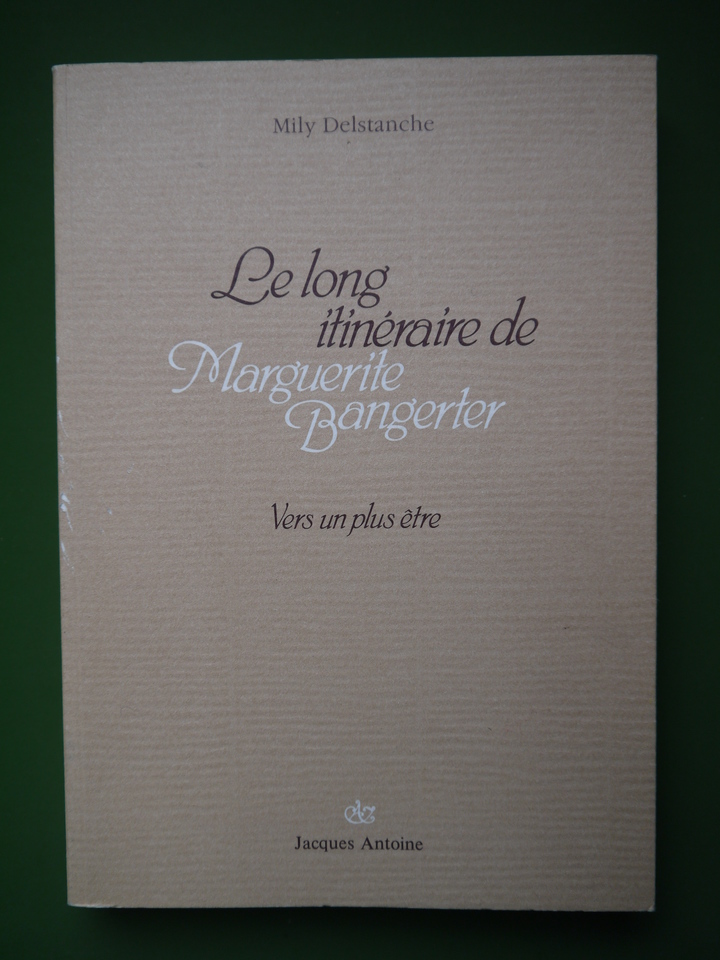 Mily Delstanche
Le long
itinéraire de
Marguerite
Bangerter
Vers un plus être
Jacques Antoine